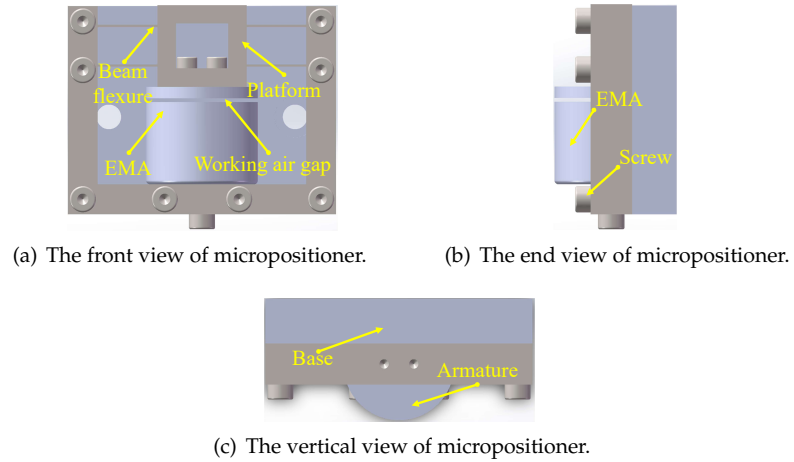 Beam
flexure
Platform
EMA
Working air gap
EMA
Screw
(a) The front view of micropositioner.
(b) The end view of micropositioner.
Base
Armature
(c) The vertical view of micropositioner.